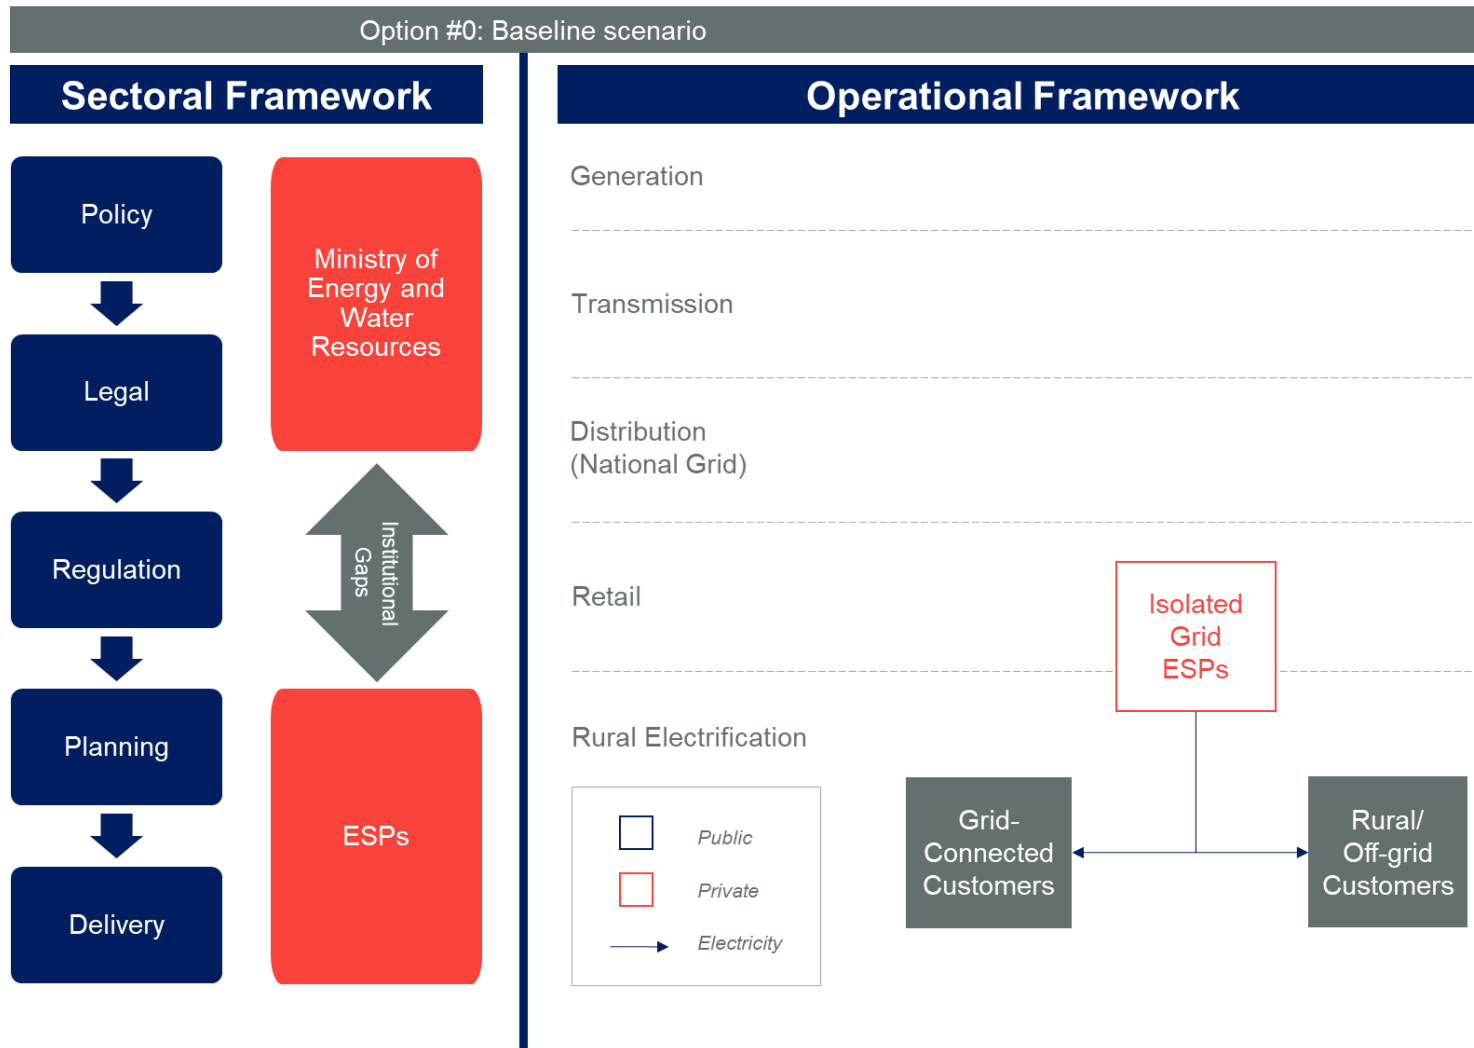 Option #0: Baseline scenario
Sectoral Framework
Policy
Legal
Regulation
Planning
Delivery
Ministry of
Energy and
Water
Resources
Institutional
Gaps
ESPs
Operational Framework
Generation
Transmission
Distribution
(National Grid)
Retail
Isolated
Grid
ESPs
Rural Electrification
Public
Private
Electricity
Grid-
Connected
Customers
Rural/
Off-grid
Customers